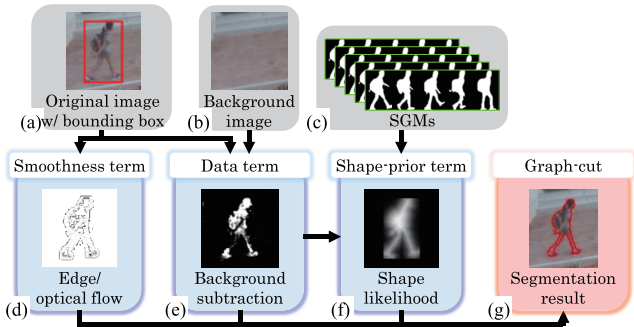 (a)
Original image
w/ bounding box
(b)
Background
image
(c)
SGMs
Smoothness term
Edge/
optical flow
(d)
Data term
Background
subtraction
(e)
Shape-prior term
Shape
likelihood
(f)
Graph-cut
Segmentation
result
(g)